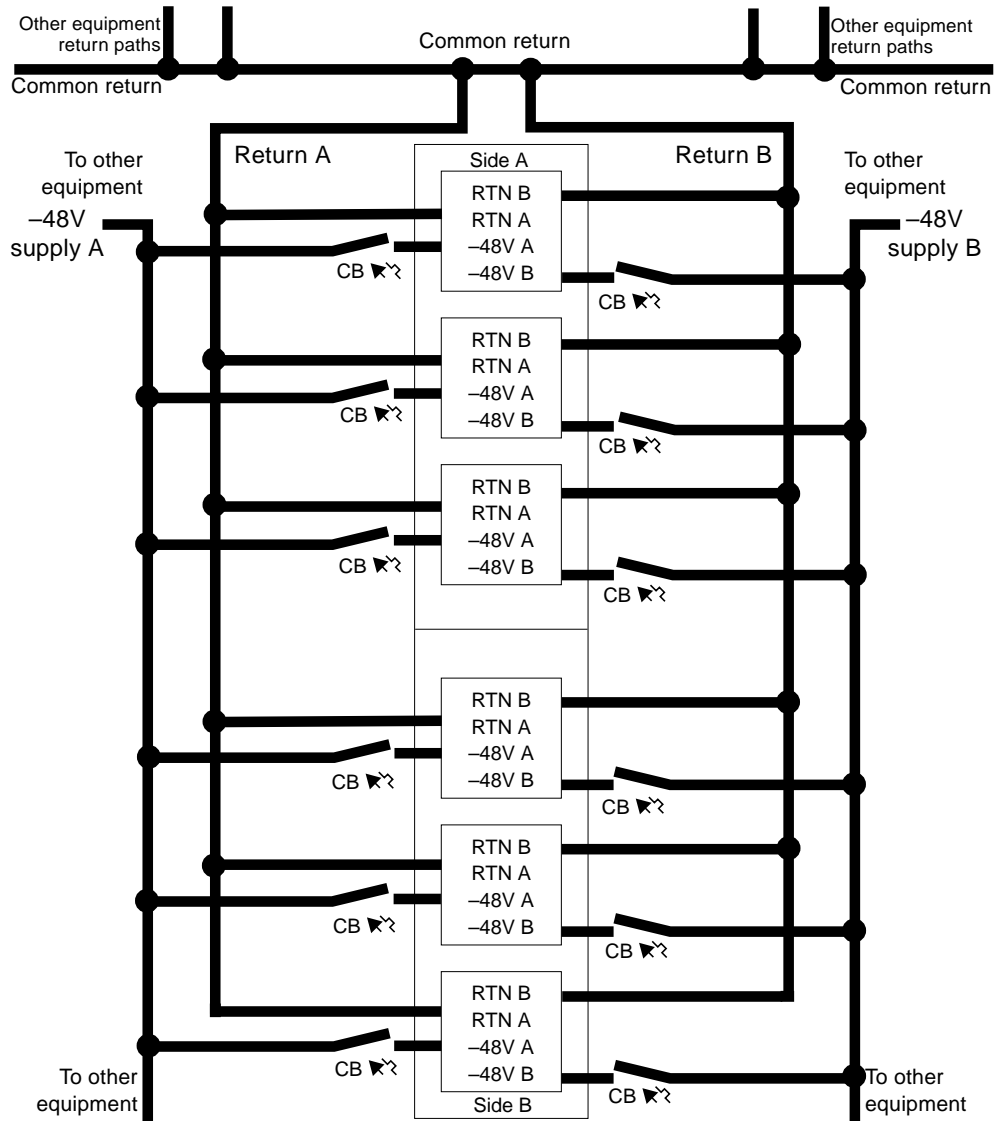 Other equipment
return paths
Common return
Other equipment
return paths
Common return
Common return
To other
equipment
–48V
supply A
Return A
Side A
Return B
To other
equipment
–48V
supply B
RTN B
RTN A
–48V A
–48V B
CB
CB
RTN B
RTN A
–48V A
–48V B
CB
CB
RTN B
RTN A
–48V A
–48V B
CB
CB
RTN B
RTN A
–48V A
–48V B
CB
CB
RTN B
RTN A
–48V A
–48V B
CB
CB
RTN B
RTN A
–48V A
–48V B
CB
CB
To other
equipment
Side B
To other
equipment